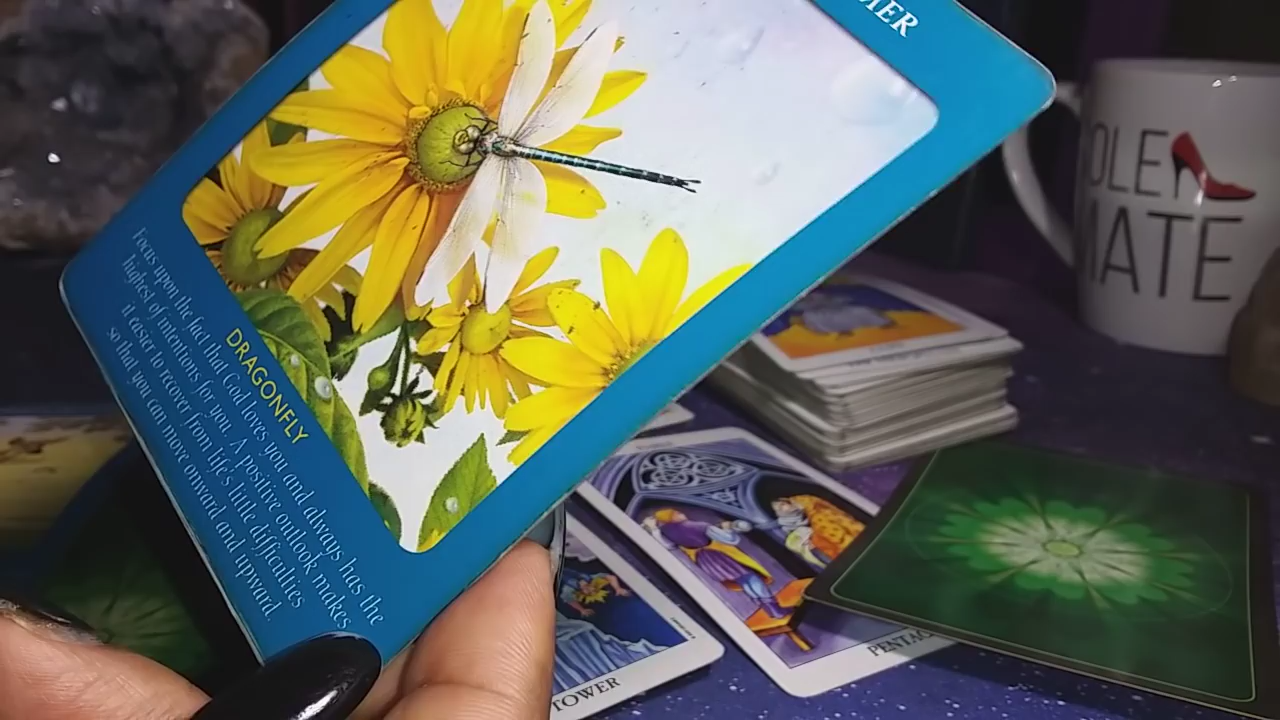 DRAGONFLY
Focus upon the fact that God loves you and always has the
highest of intentions for you. A positive outlook makes
it easier to recover from life's little difficulties
so that you can move onward and upward.
OLE
MATE
TOWER